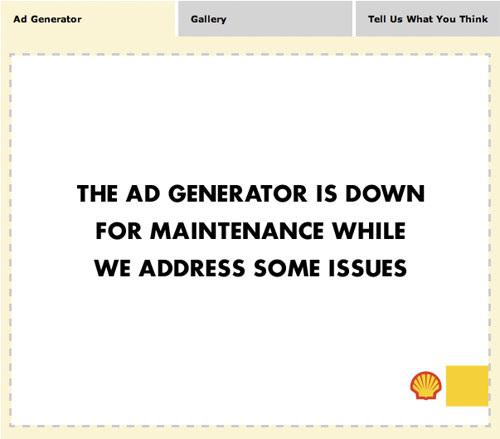 Ad Generator
Gallery
Tell Us What You Think
THE AD GENERATOR IS DOWN
FOR MAINTENANCE WHILE
WE ADDRESS SOME ISSUES